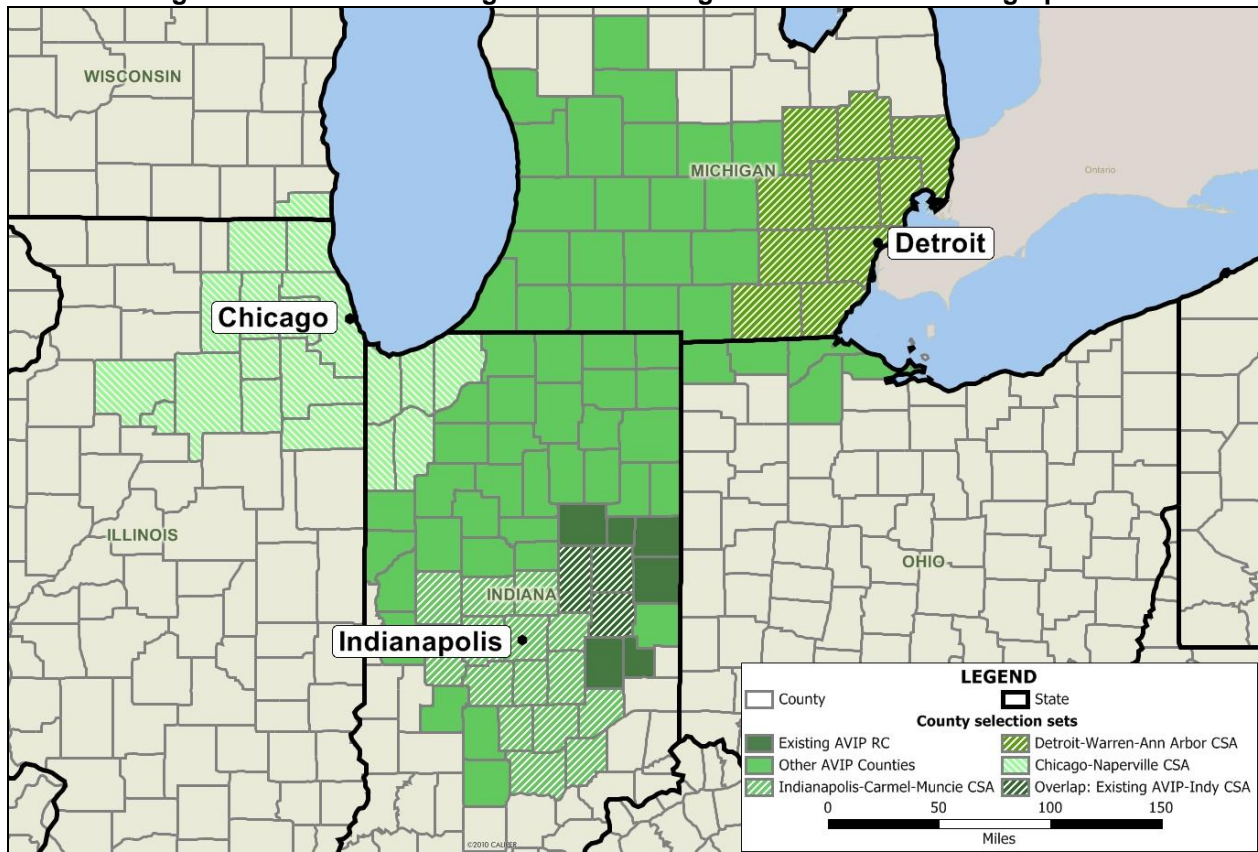 WISCONSIN
MICHIGAN
Ontario
Detroit
Chicago
ILLINOIS
OHIO
INDIANA
Indianapolis
LEGEND
County State
County selection sets
Existing AVIP RC Detroit-Warren-Ann Arbor CSA
Other AVIP Counties Chicago-Naperville CSA
Indianapolis-Carmel-Muncie CSA Overlap: Existing AVIP-Indy CSA
0 50 100 150
Miles
©2010 CALIPER